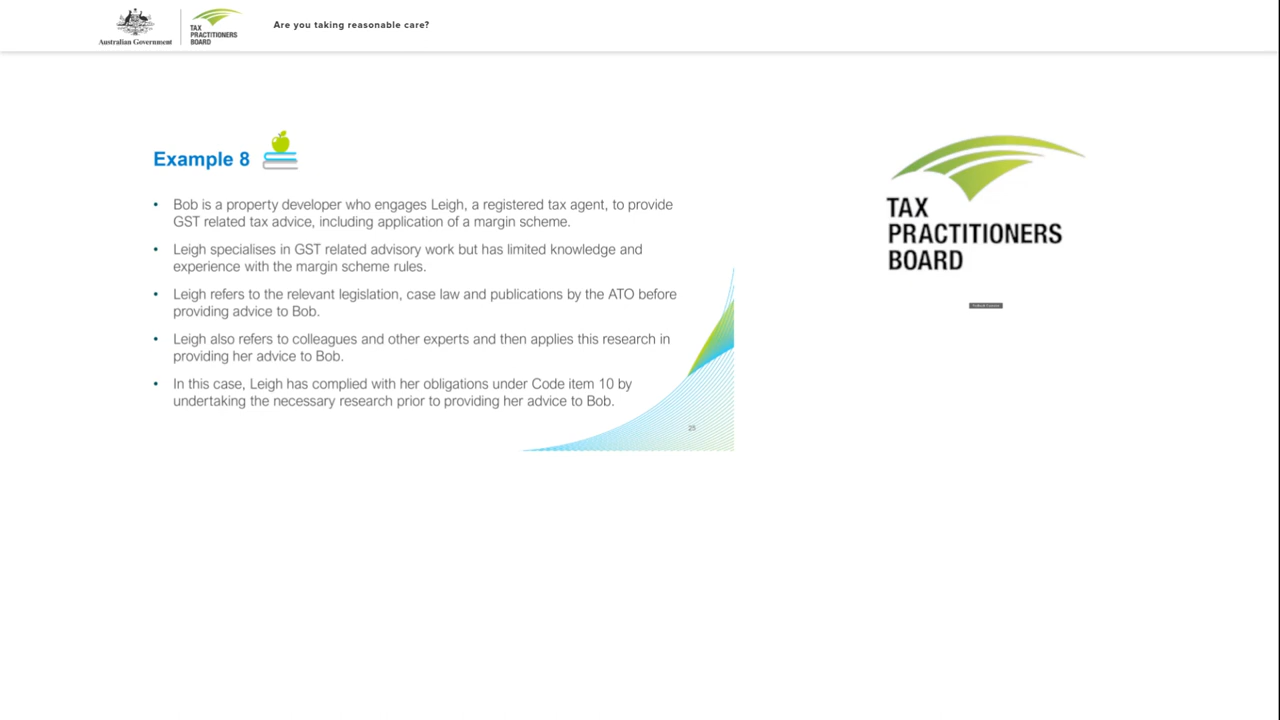 Australian Government
TAX
PRACTITIONERS
BOARD
Are you taking reasonable care?
Example 8
• Bob is a property developer who engages Leigh, a registered tax agent, to provide
GST related tax advice, including application of a margin scheme.
• Leigh specialises in GST related advisory work but has limited knowledge and
experience with the margin scheme rules.
• Leigh refers to the relevant legislation, case law and publications by the ATO before
providing advice to Bob.
• Leigh also refers to colleagues and other experts and then applies this research in
providing her advice to Bob.
• In this case, Leigh has complied with her obligations under Code item 10 by
undertaking the necessary research prior to providing her advice to Bob.
25
TAX
PRACTITIONERS
BOARD